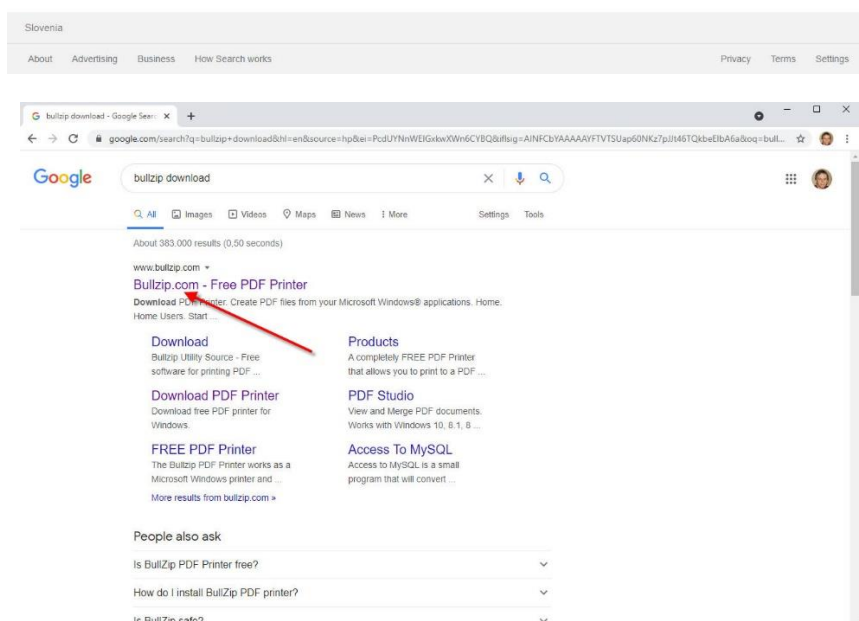 Slovenia
About Advertising Business How Search works Privacy Terms Settings
bullzip download - Google Sear
google.com/search?q=bullzip+download&hl=en&source=hp&ei=
Google
bullzip download
All Images Videos Maps News More Settings Tools
About 383.000 results (0,50 seconds)
www.bullzip.com
Bullzip.com - Free PDF Printer
Download PDF Printer. Create PDF files from your Microsoft Windows® applications. Home.
Home Users. Start ...
Download
Bullzip Utility Source - Free
software for printing PDF ...
Download PDF Printer
Download free PDF printer for
Windows.
FREE PDF Printer
The Bullzip PDF Printer works as a
Microsoft Windows printer and ...
More results from bullzip.com »
Products
A completely FREE PDF Printer
that allows you to print to a PDF ...
PDF Studio
View and Merge PDF documents.
Works with Windows 10, 8.1, 8 ...
Access To MySQL
Access to MySQL is a small
program that will convert ...
People also ask
Is BullZip PDF Printer free?
How do I install BullZip PDF printer?
Is BullZip safe?